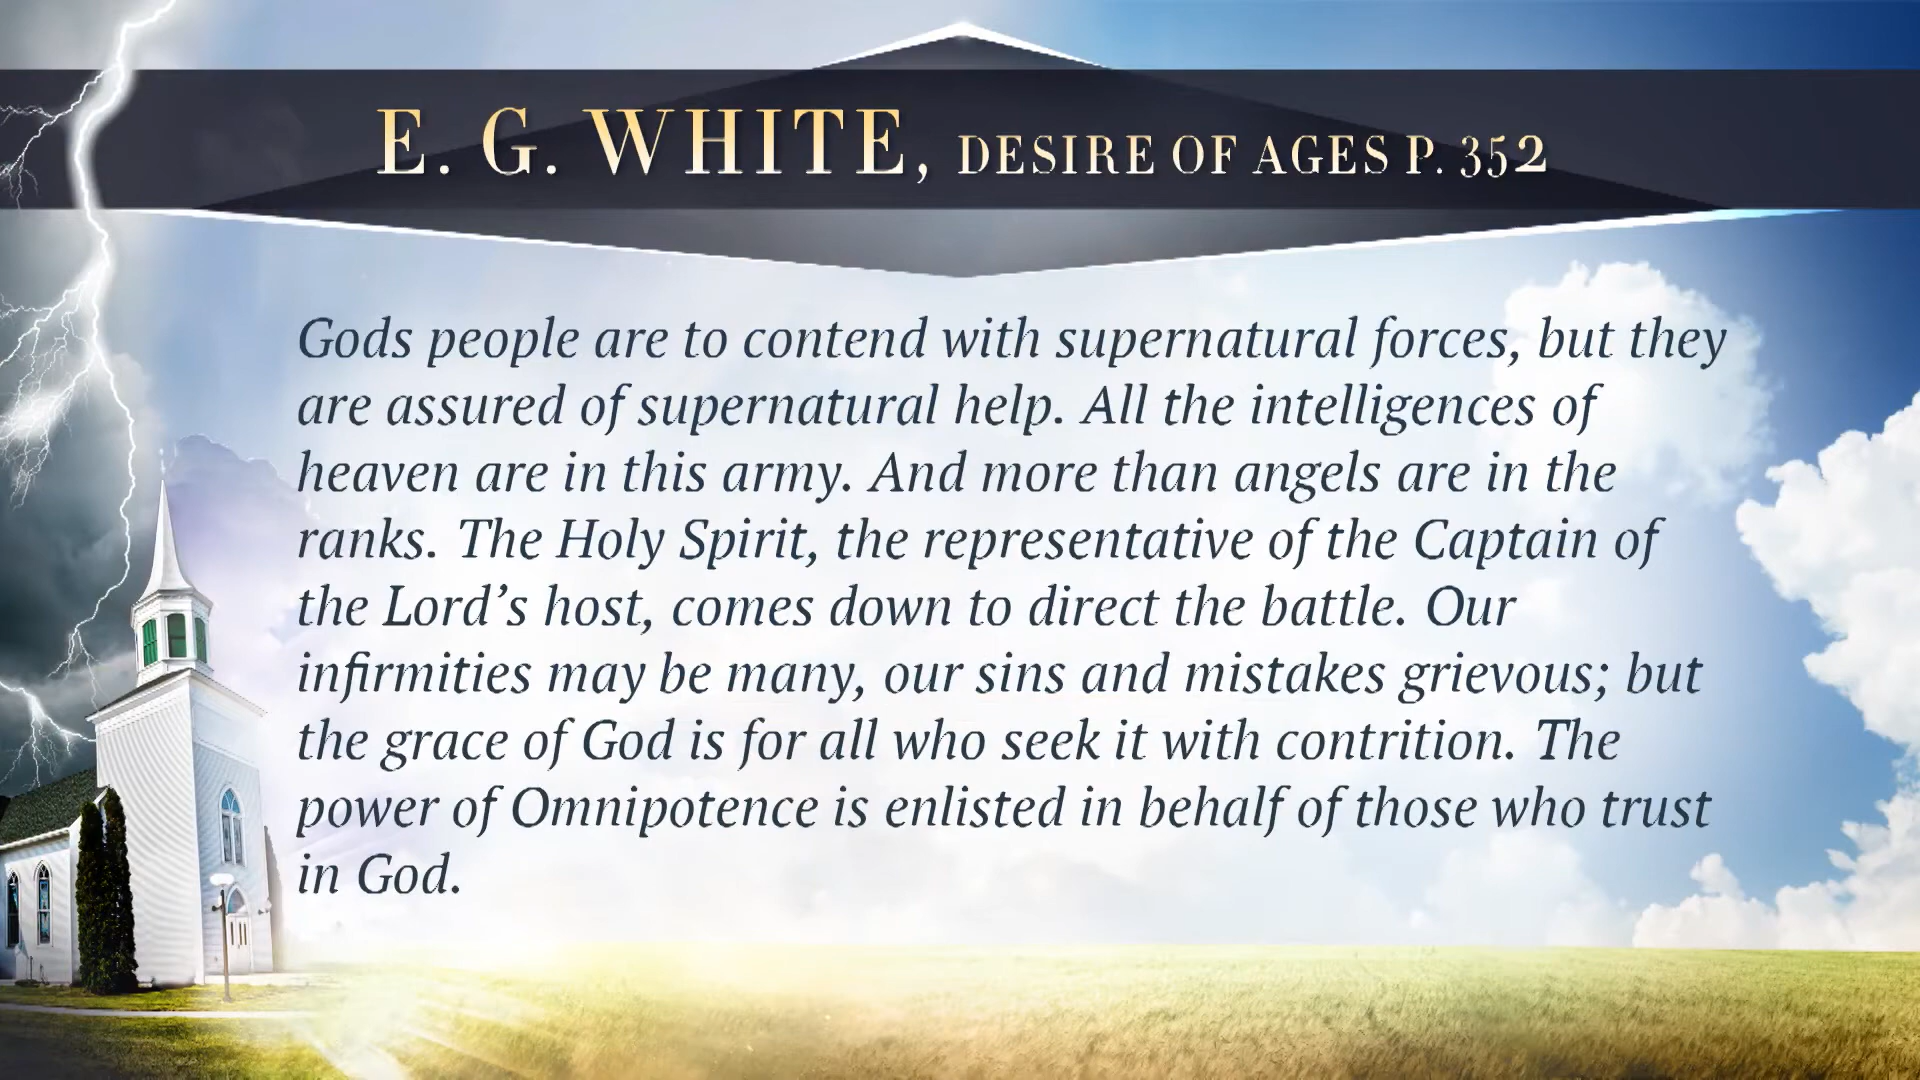 E. G. WHITE, DESIRE OF AGES P. 352
Gods people are to contend with supernatural forces, but they
are assured of supernatural help. All the intelligences of
heaven are in this army. And more than angels are in the
ranks. The Holy Spirit, the representative of the Captain of
the Lord’s host, comes down to direct the battle. Our
infirmities may be many, our sins and mistakes grievous; but
the grace of God is for all who seek it with contrition. The
power of Omnipotence is enlisted in behalf of those who trust
in God.